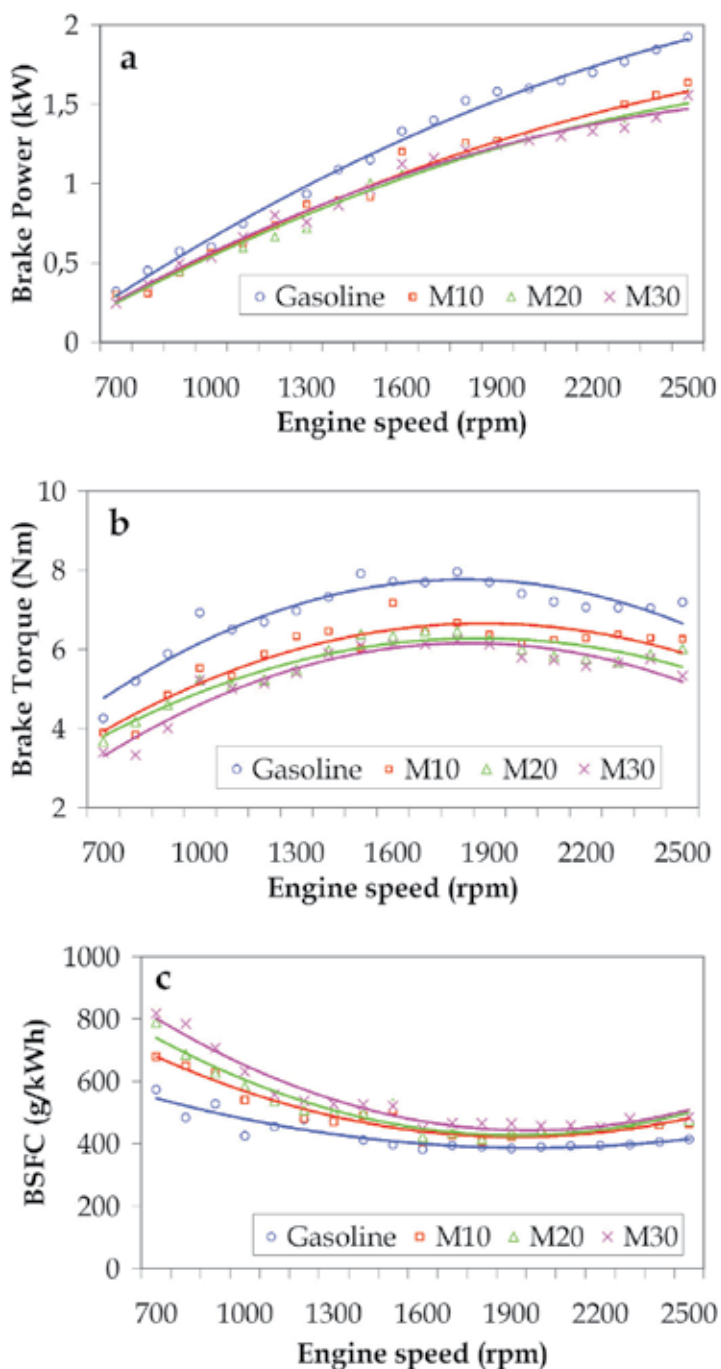 a
2
1,5
1
0,5
0
Brake Power (kW)
Gasoline M10 M20 M30
700 1000 1300 1600 1900 2200 2500
Engine speed (rpm)
b
10
8
6
4
2
Brake Torque (Nm)
Gasoline M10 M20 M30
700 1000 1300 1600 1900 2200 2500
Engine speed (rpm)
c
1000
800
600
400
200
0
BSFC (g/kWh)
Gasoline M10 M20 M30
700 1000 1300 1600 1900 2200 2500
Engine speed (rpm)